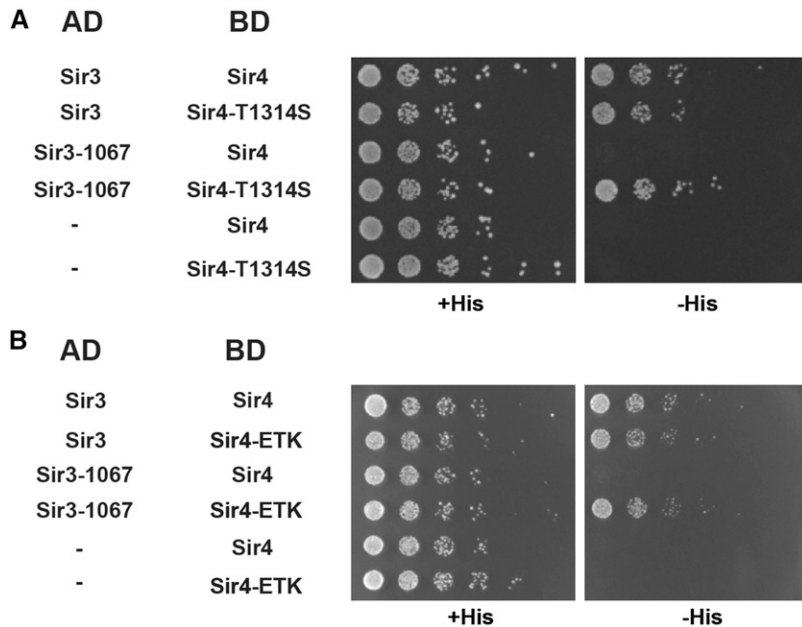 A AD BD
Sir3 Sir4
Sir3 Sir4-T1314S
Sir3-1067 Sir4
Sir3-1067 Sir4-T1314S
- Sir4
- Sir4-T1314S
+His -His
B AD BD
Sir3 Sir4
Sir3 Sir4-ETK
Sir3-1067 Sir4
Sir3-1067 Sir4-ETK
- Sir4
- Sir4-ETK
+His -His